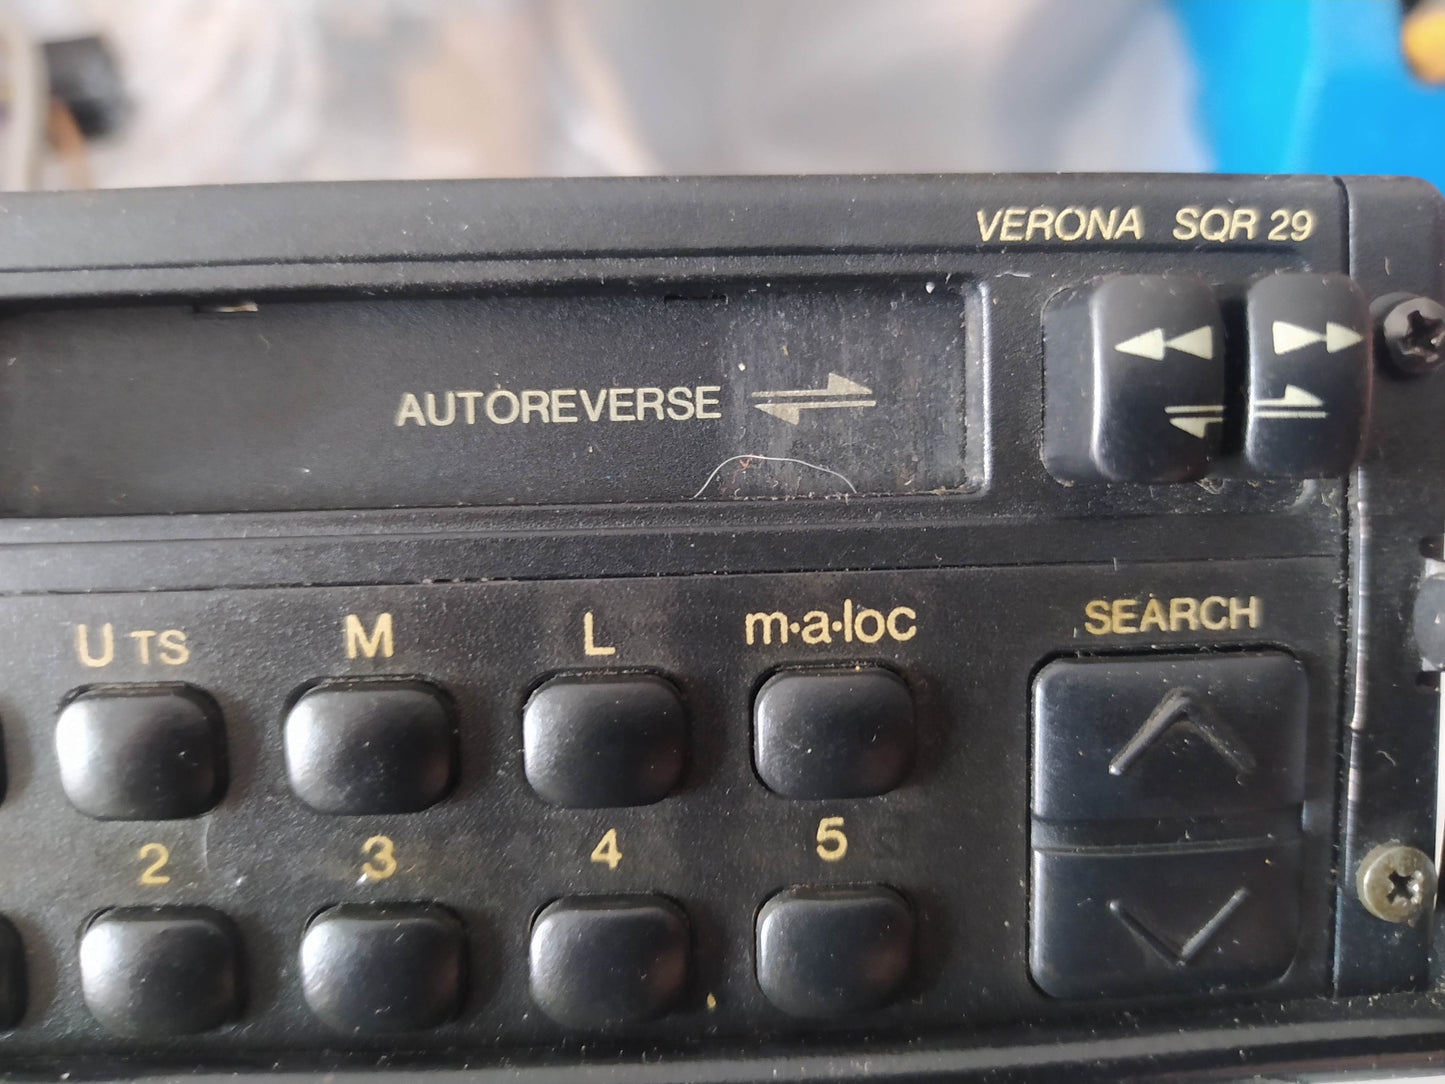 VERONA SQR 29
AUTOREVERSE
U TS M L m·a·loc SEARCH
2 3 4 5